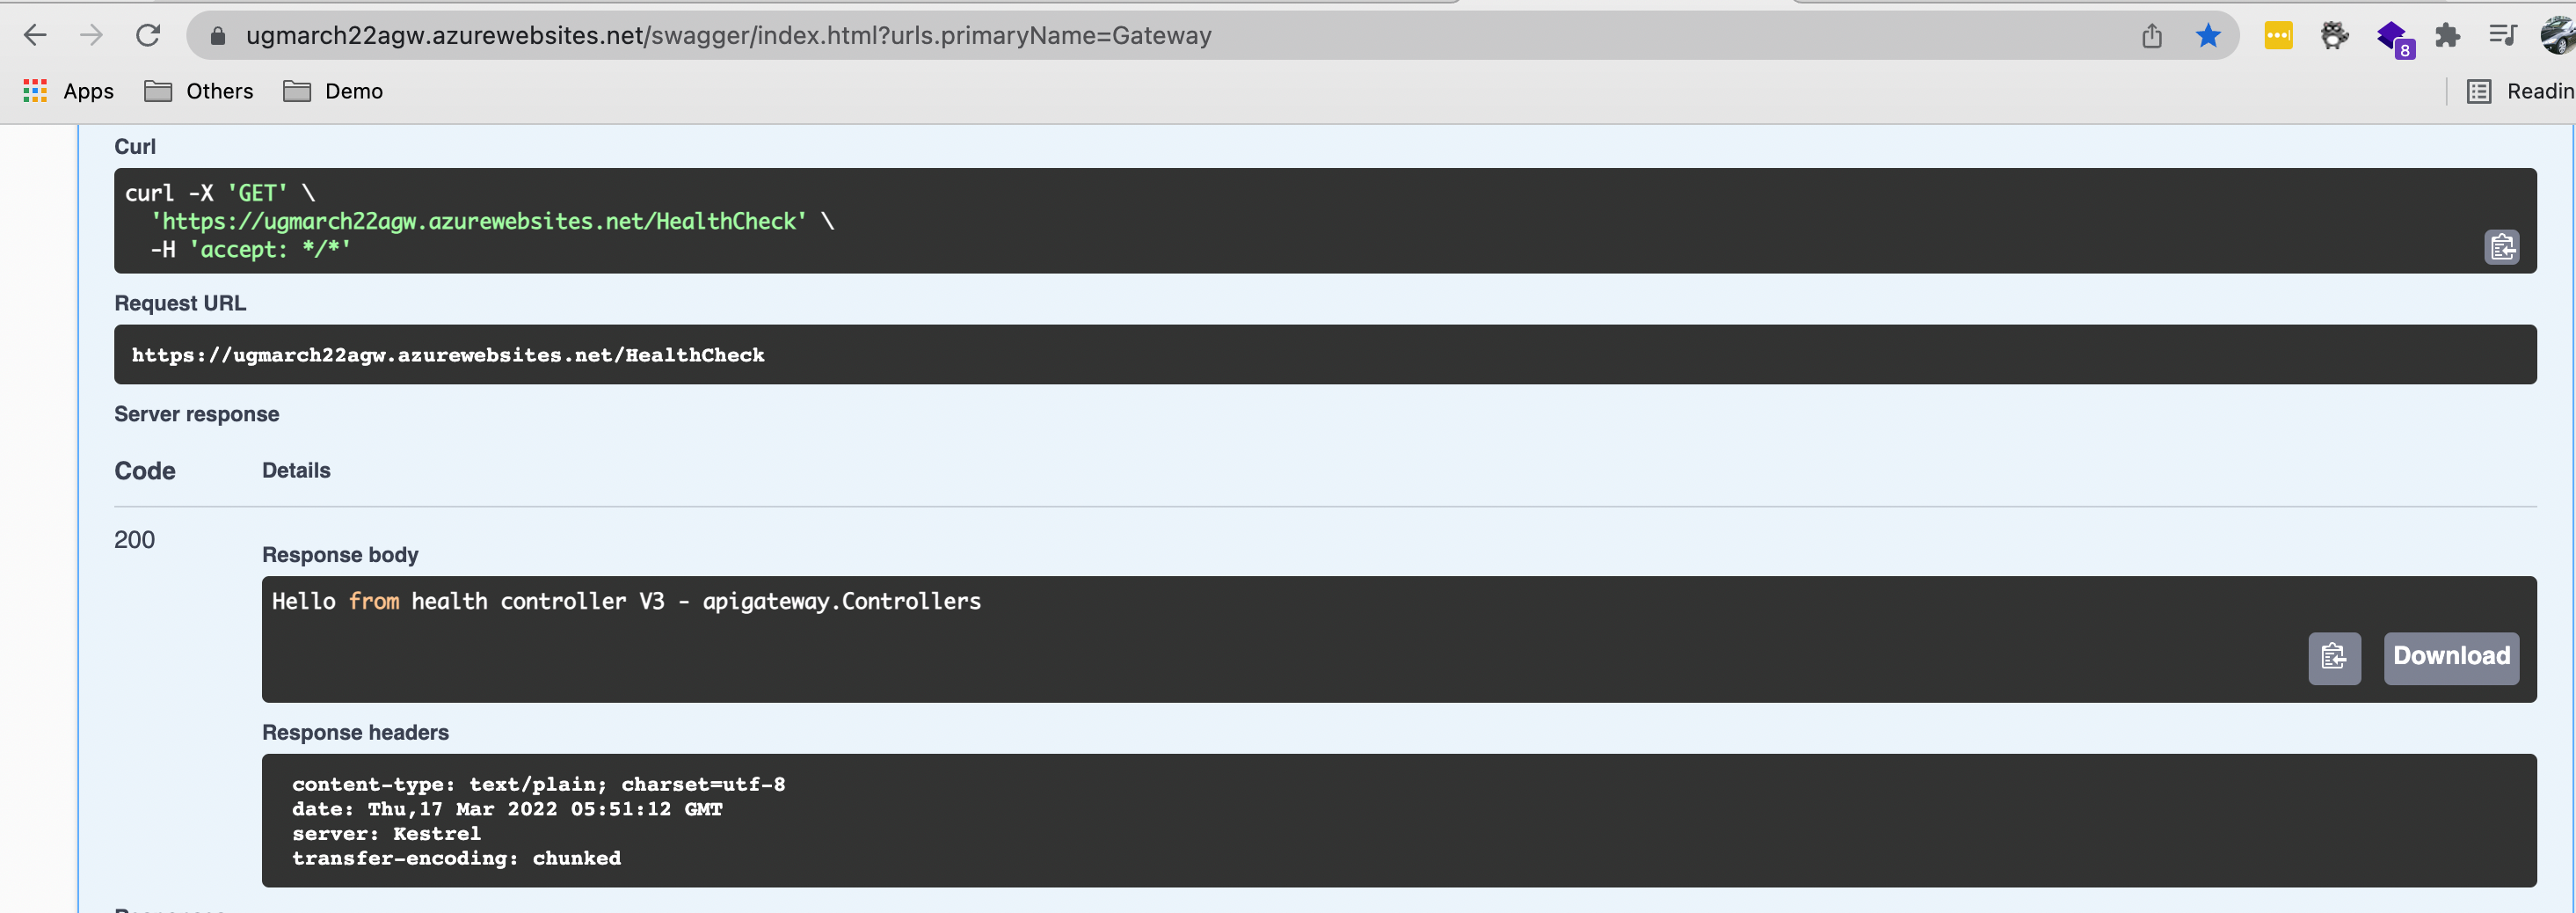 ugmarch22agw.azurewebsites.net/swagger/index.html?urls.primaryName=Gateway
8
Apps Others Demo
Curl
curl -X 'GET' \
'https://ugmarch22agw.azurewebsites.net/HealthCheck' \
-H 'accept: */*'
Request URL
https://ugmarch22agw.azurewebsites.net/HealthCheck
Server response
Code Details
200
Response body
Hello from health controller V3 - apigateway.Controllers
Download
Response headers
content-type: text/plain; charset=utf-8
date: Thu,17 Mar 2022 05:51:12 GMT
server: Kestrel
transfer-encoding: chunked